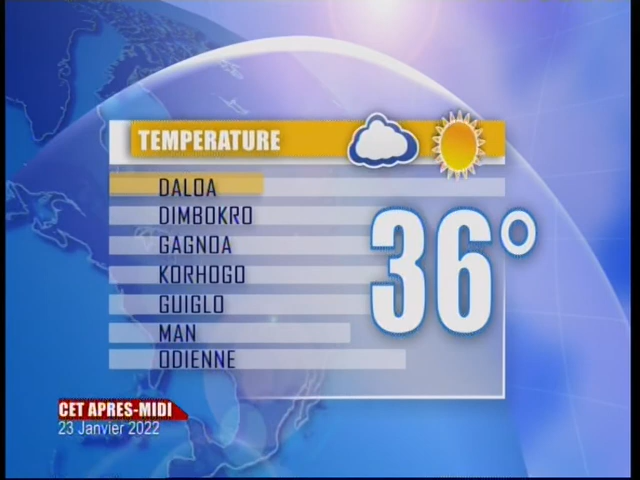 TEMPERATURE
DALOA
DIMBOKRO
GAGNOA
KORHOGO
GUIGLO
MAN
ODIENNE
36°
CET APRES-MIDI
23 Janvier 2022